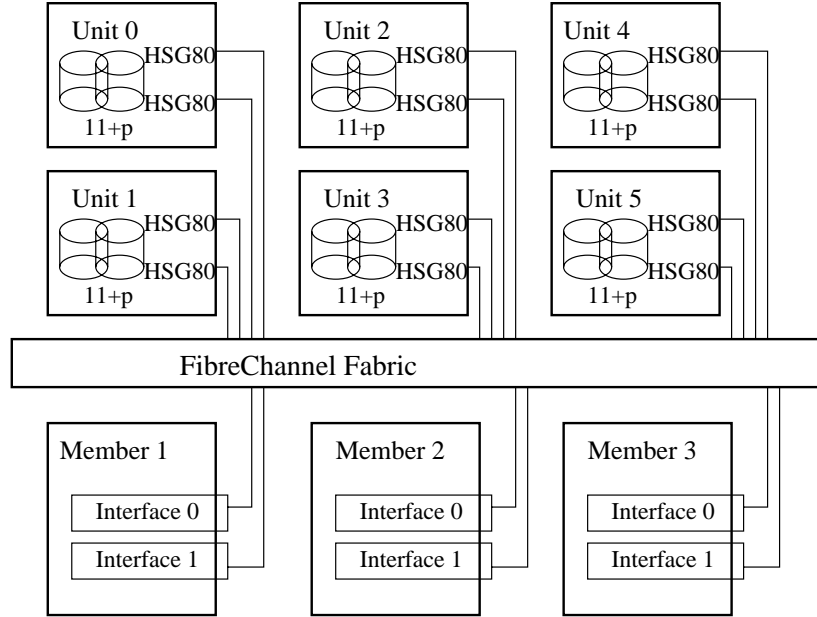 Unit 0
HSG80
HSG80
11+p
Unit 2
HSG80
HSG80
11+p
Unit 4
HSG80
HSG80
11+p
Unit 1
HSG80
HSG80
11+p
Unit 3
HSG80
HSG80
11+p
Unit 5
HSG80
HSG80
11+p
FibreChannel Fabric
Member 1
Interface 0
Interface 1
Member 2
Interface 0
Interface 1
Member 3
Interface 0
Interface 1